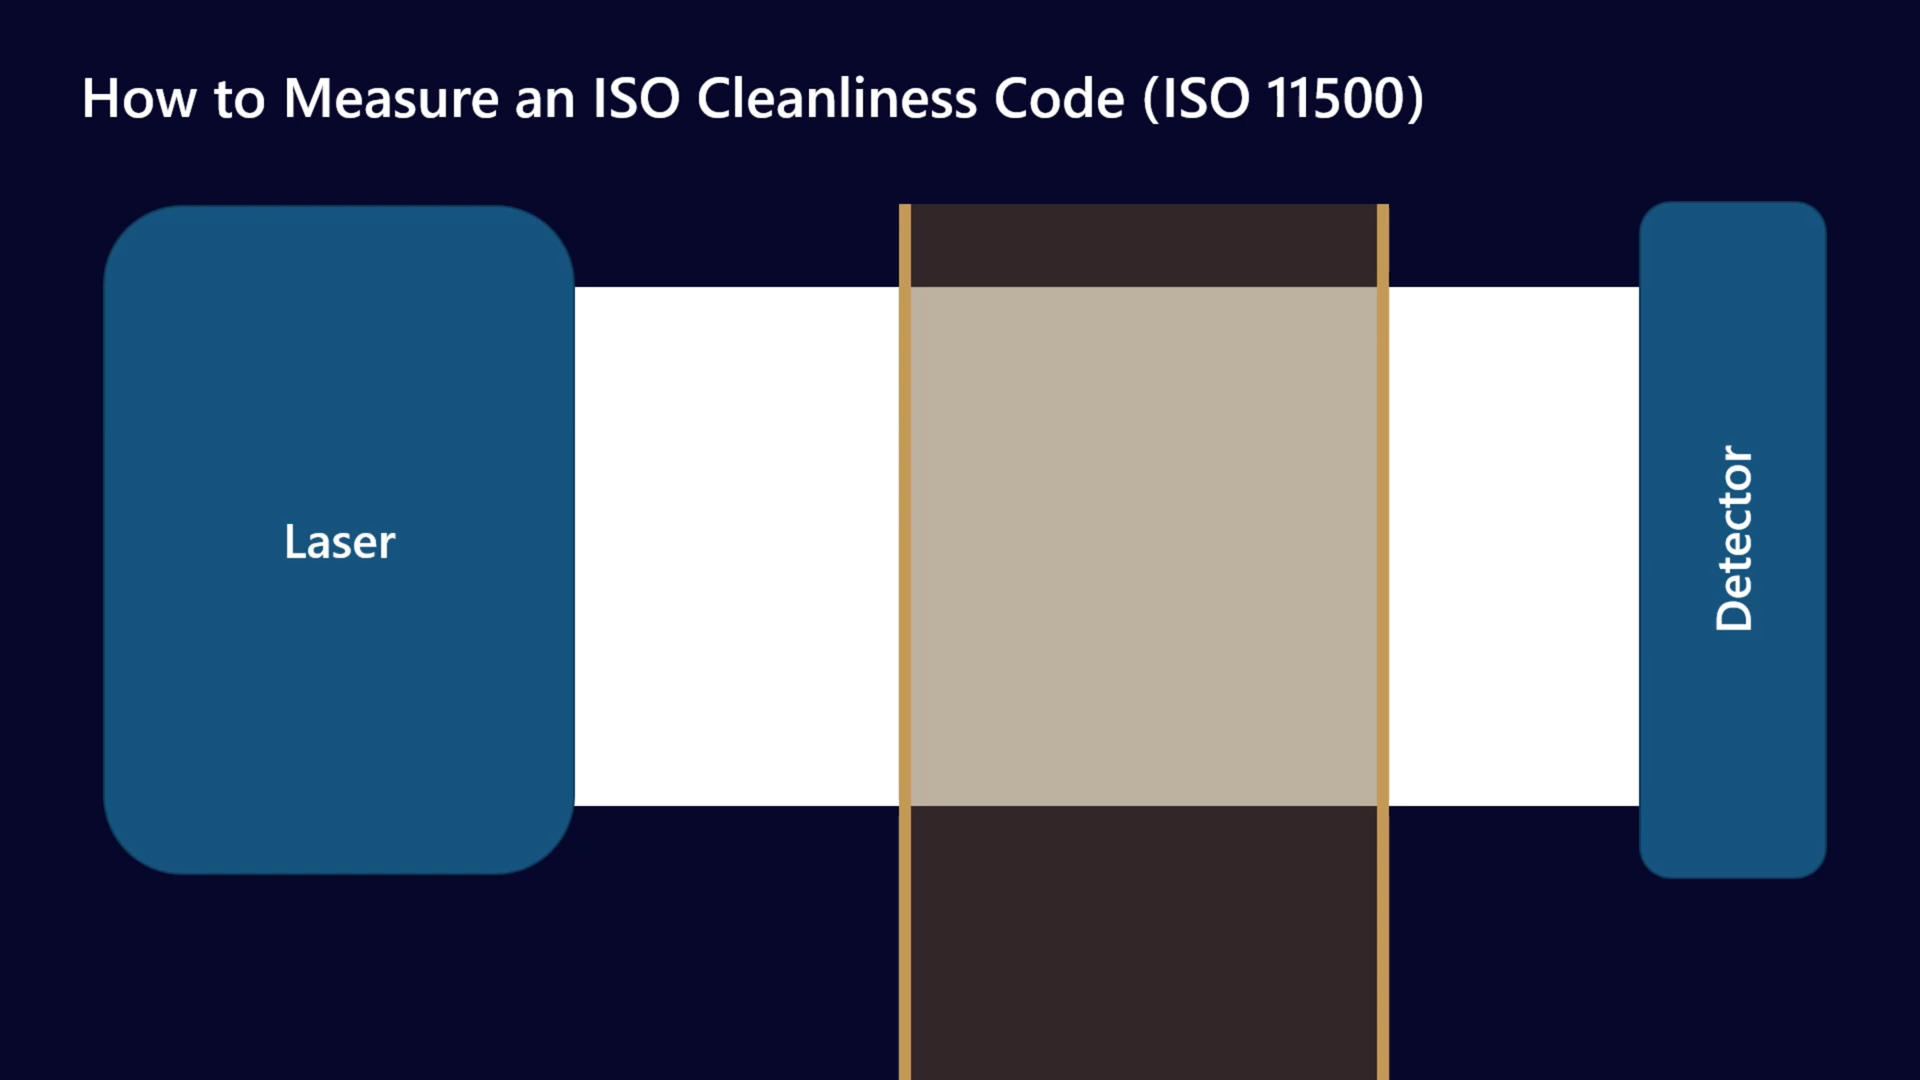 How to Measure an ISO Cleanliness Code (ISO 11500)
Laser
Detector